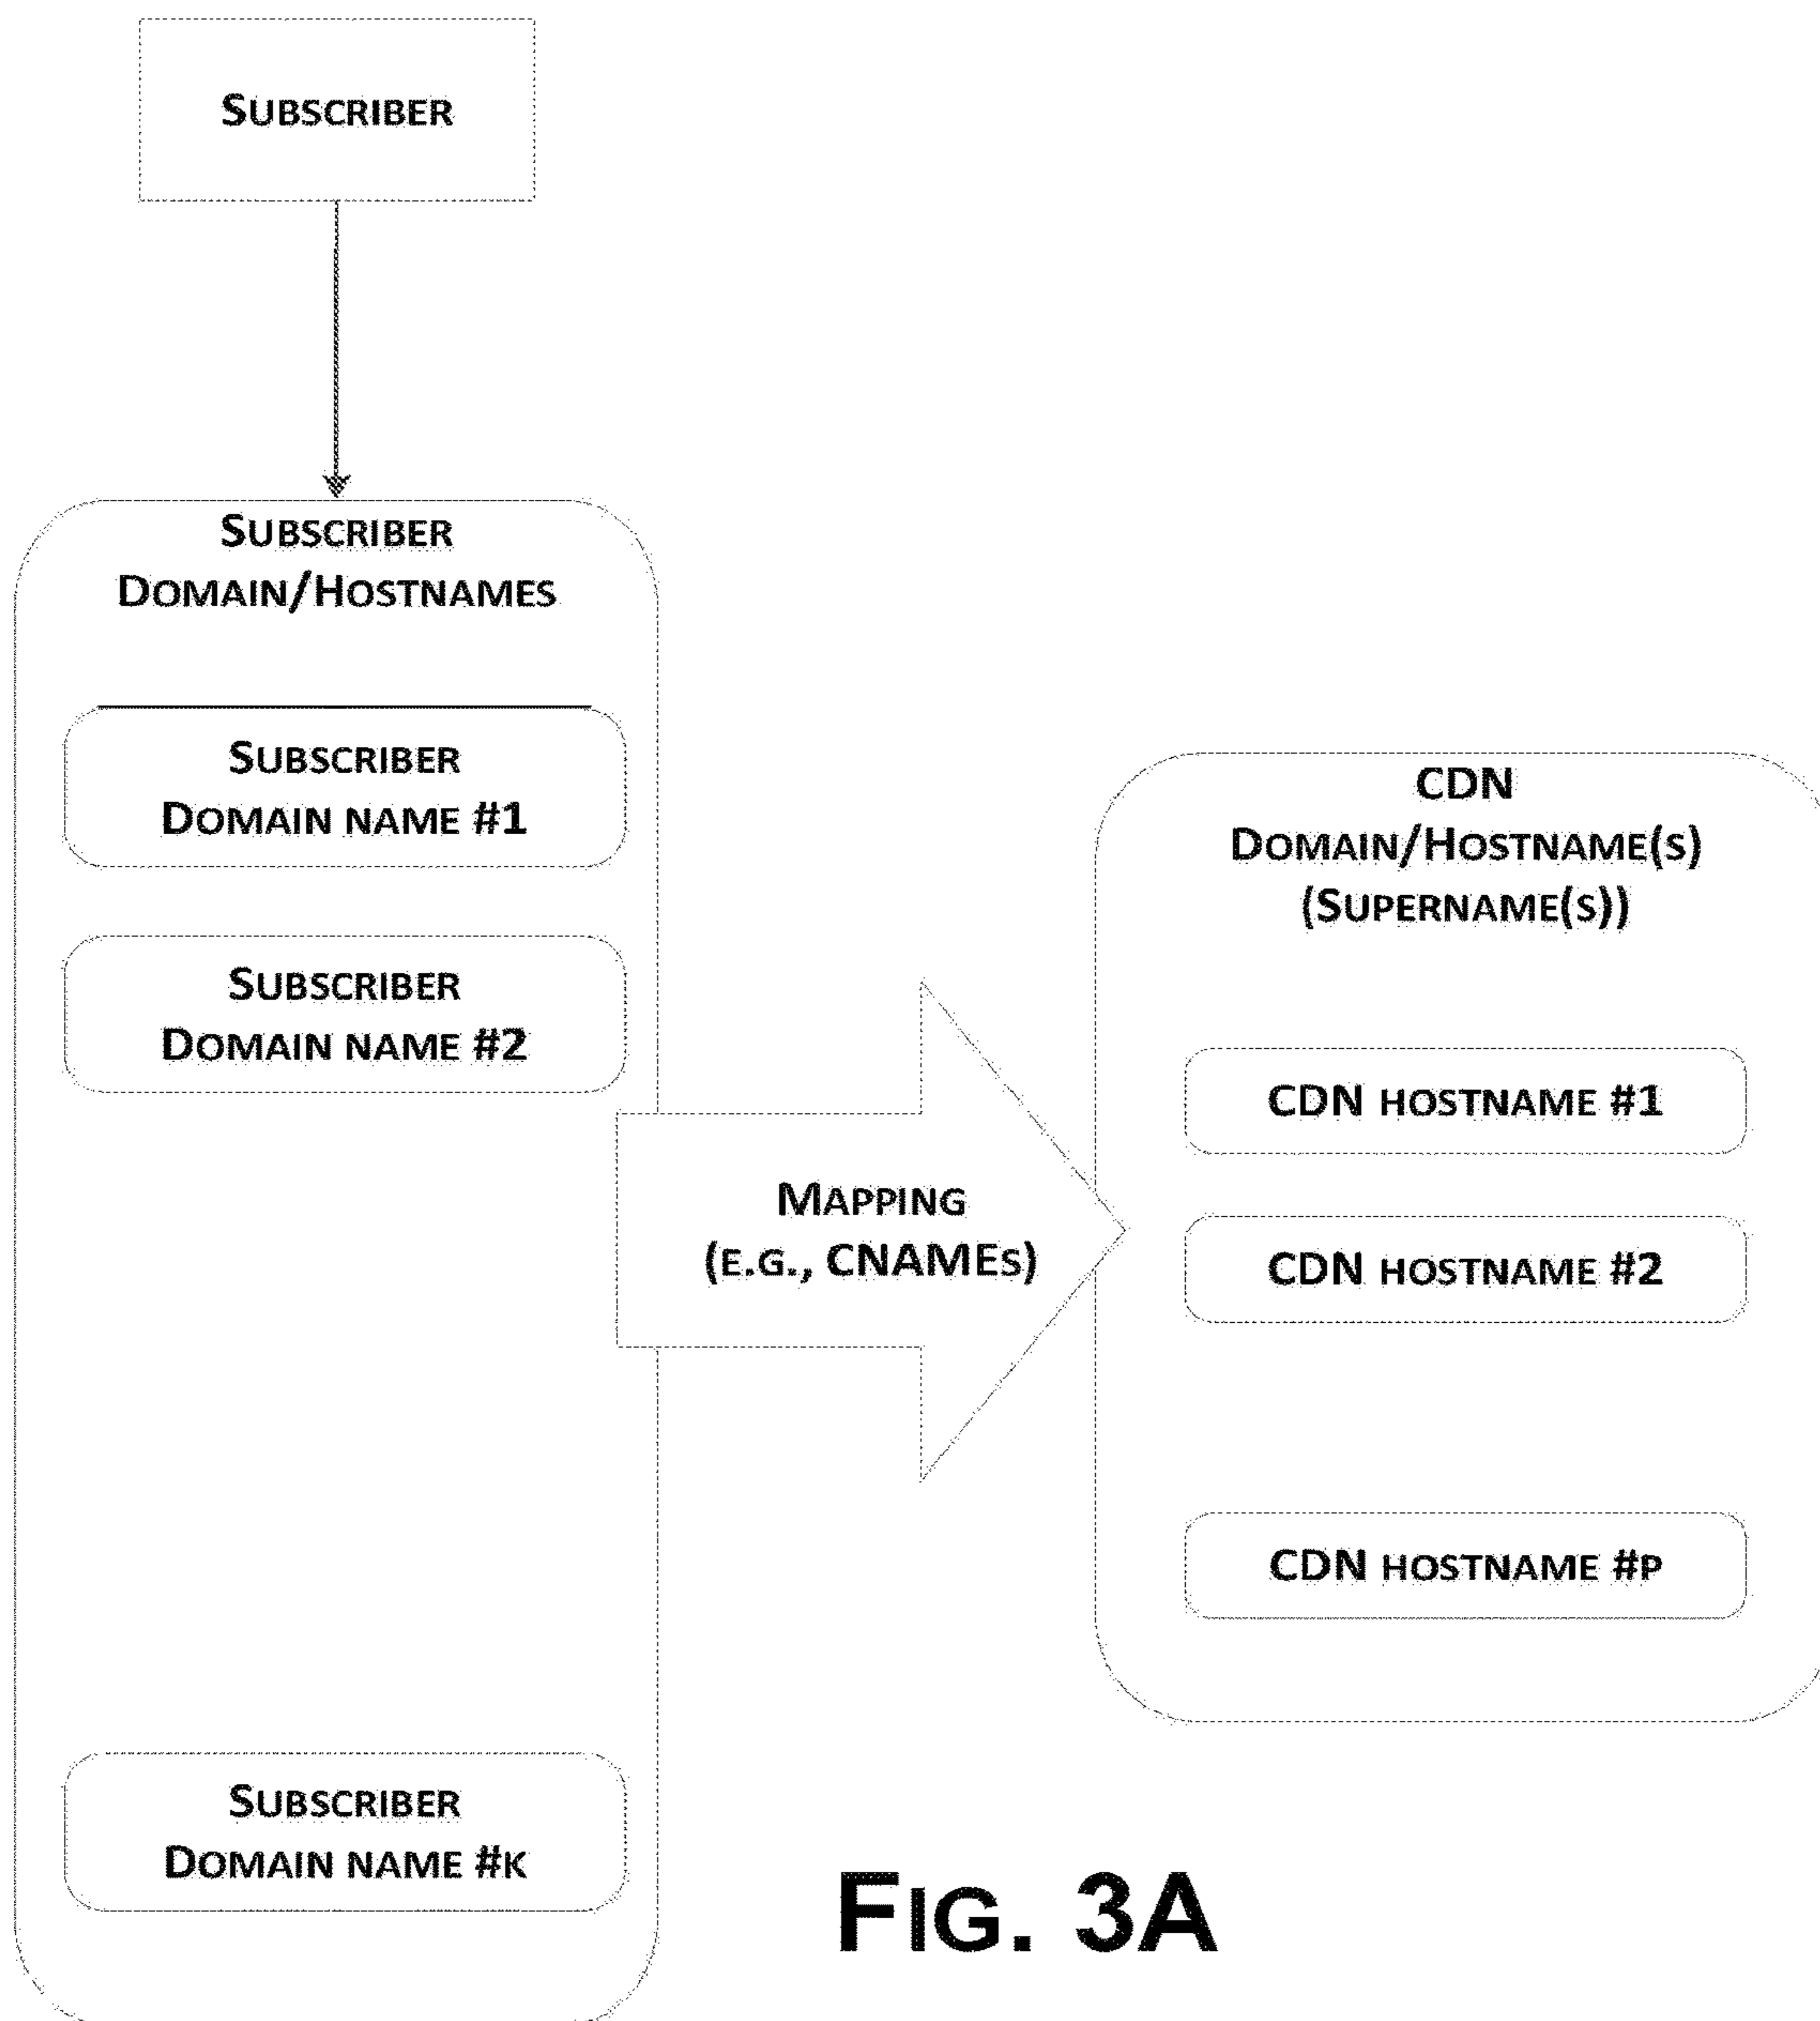 SUBSCRIBER
SUBSCRIBER
DOMAIN/HOSTNAMES
SUBSCRIBER
DOMAIN NAME #1
SUBSCRIBER
DOMAIN NAME #2
SUBSCRIBER
DOMAIN NAME #K
MAPPING
(E.G., CNAMES)
CDN
DOMAIN/HOSTNAME(S)
(SUPERNAME(S))
CDN HOSTNAME #1
CDN HOSTNAME #2
CDN HOSTNAME #P
FIG. 3A